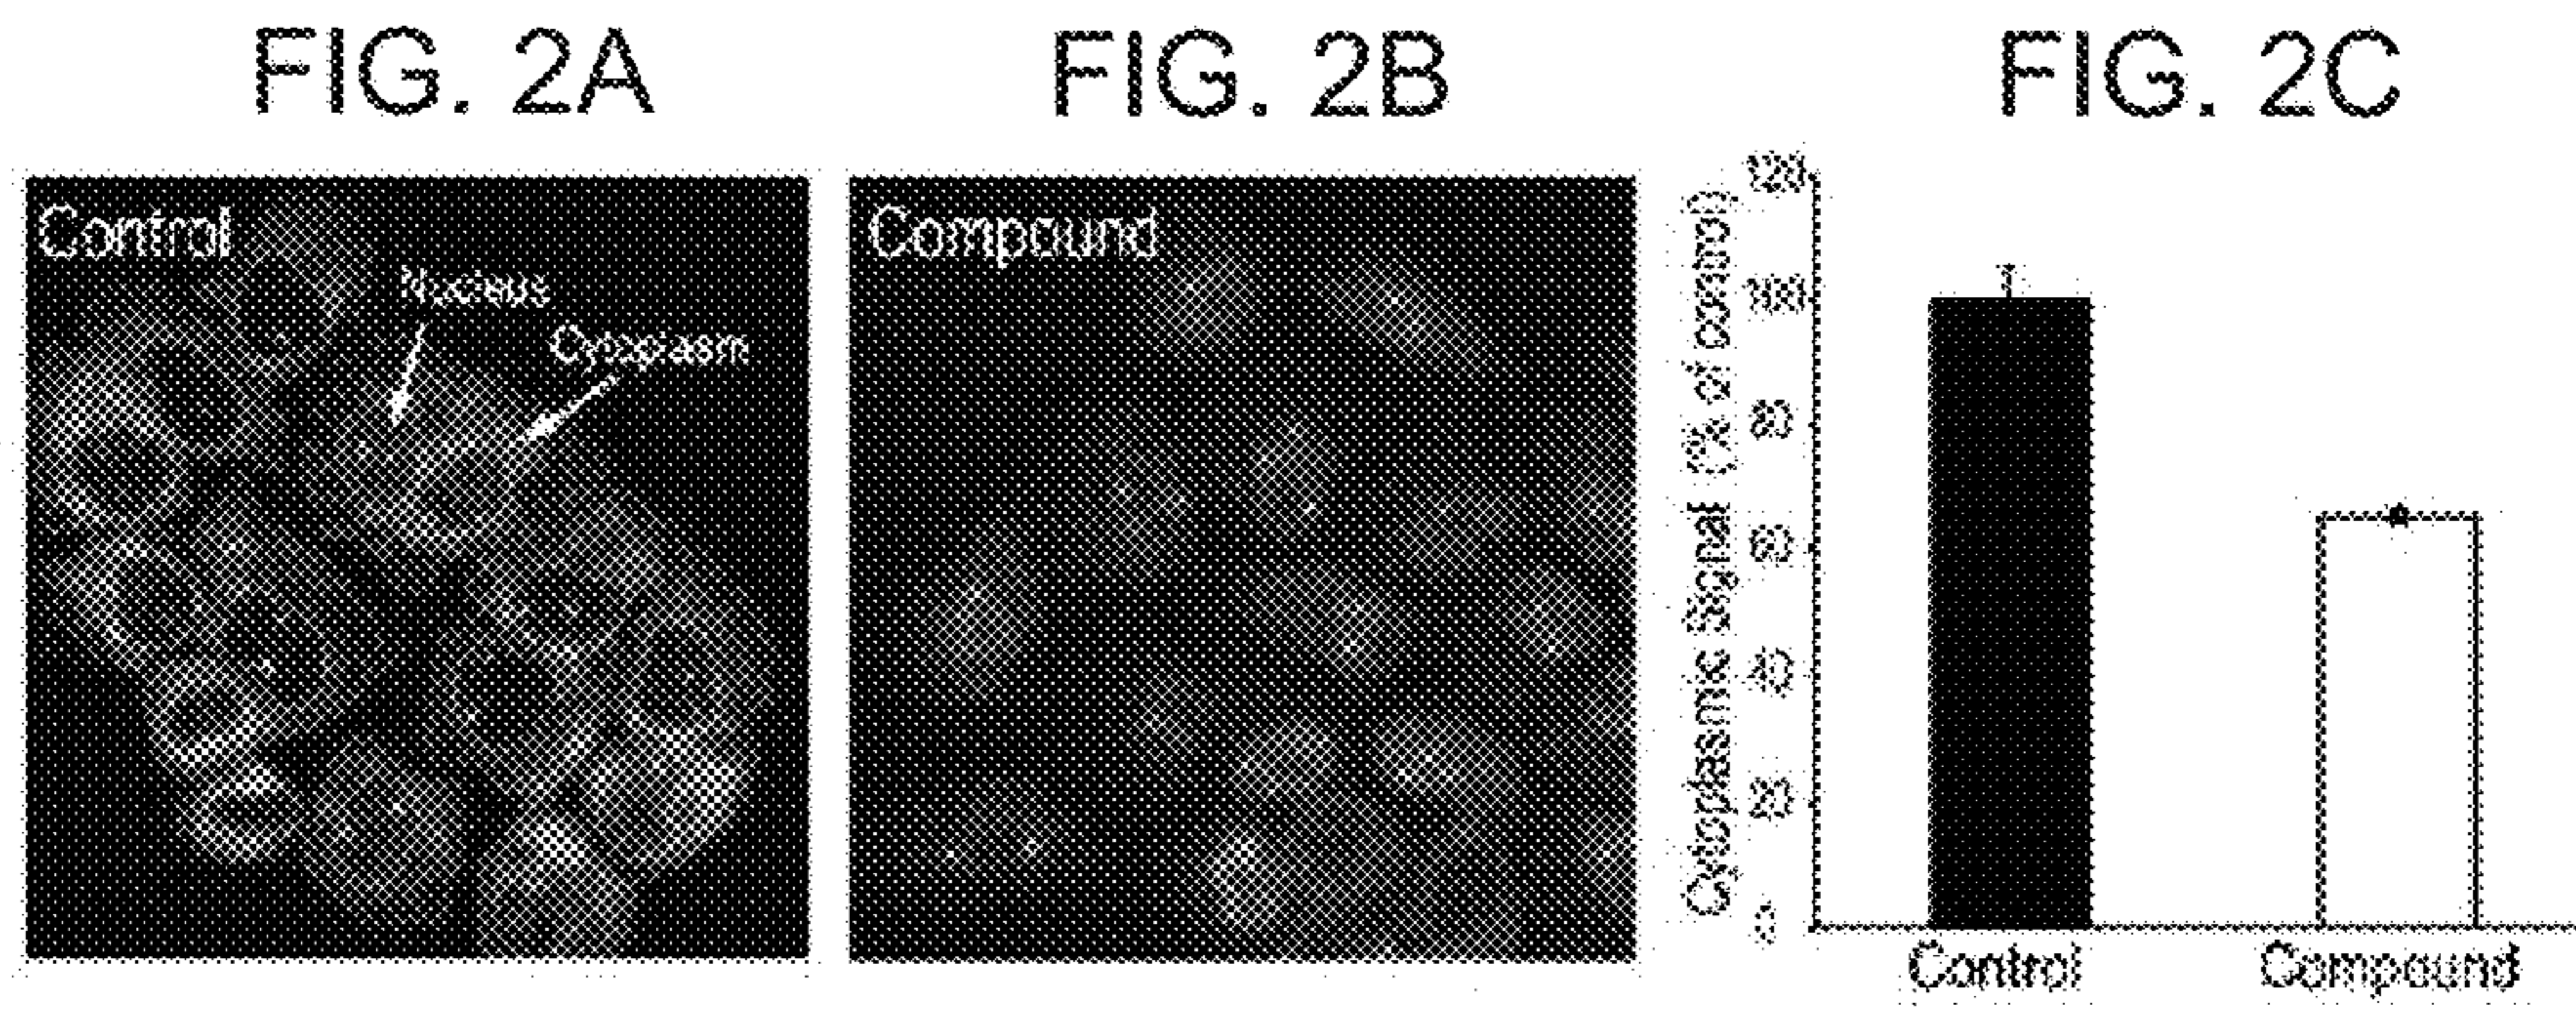 FIG. 2A
FIG. 2B
FIG. 2C
Control
Nucleus
Cytoplasm
Compound
Cytoplasmic Signal (% of control)
120
100
80
60
40
20
0
Control
Compound